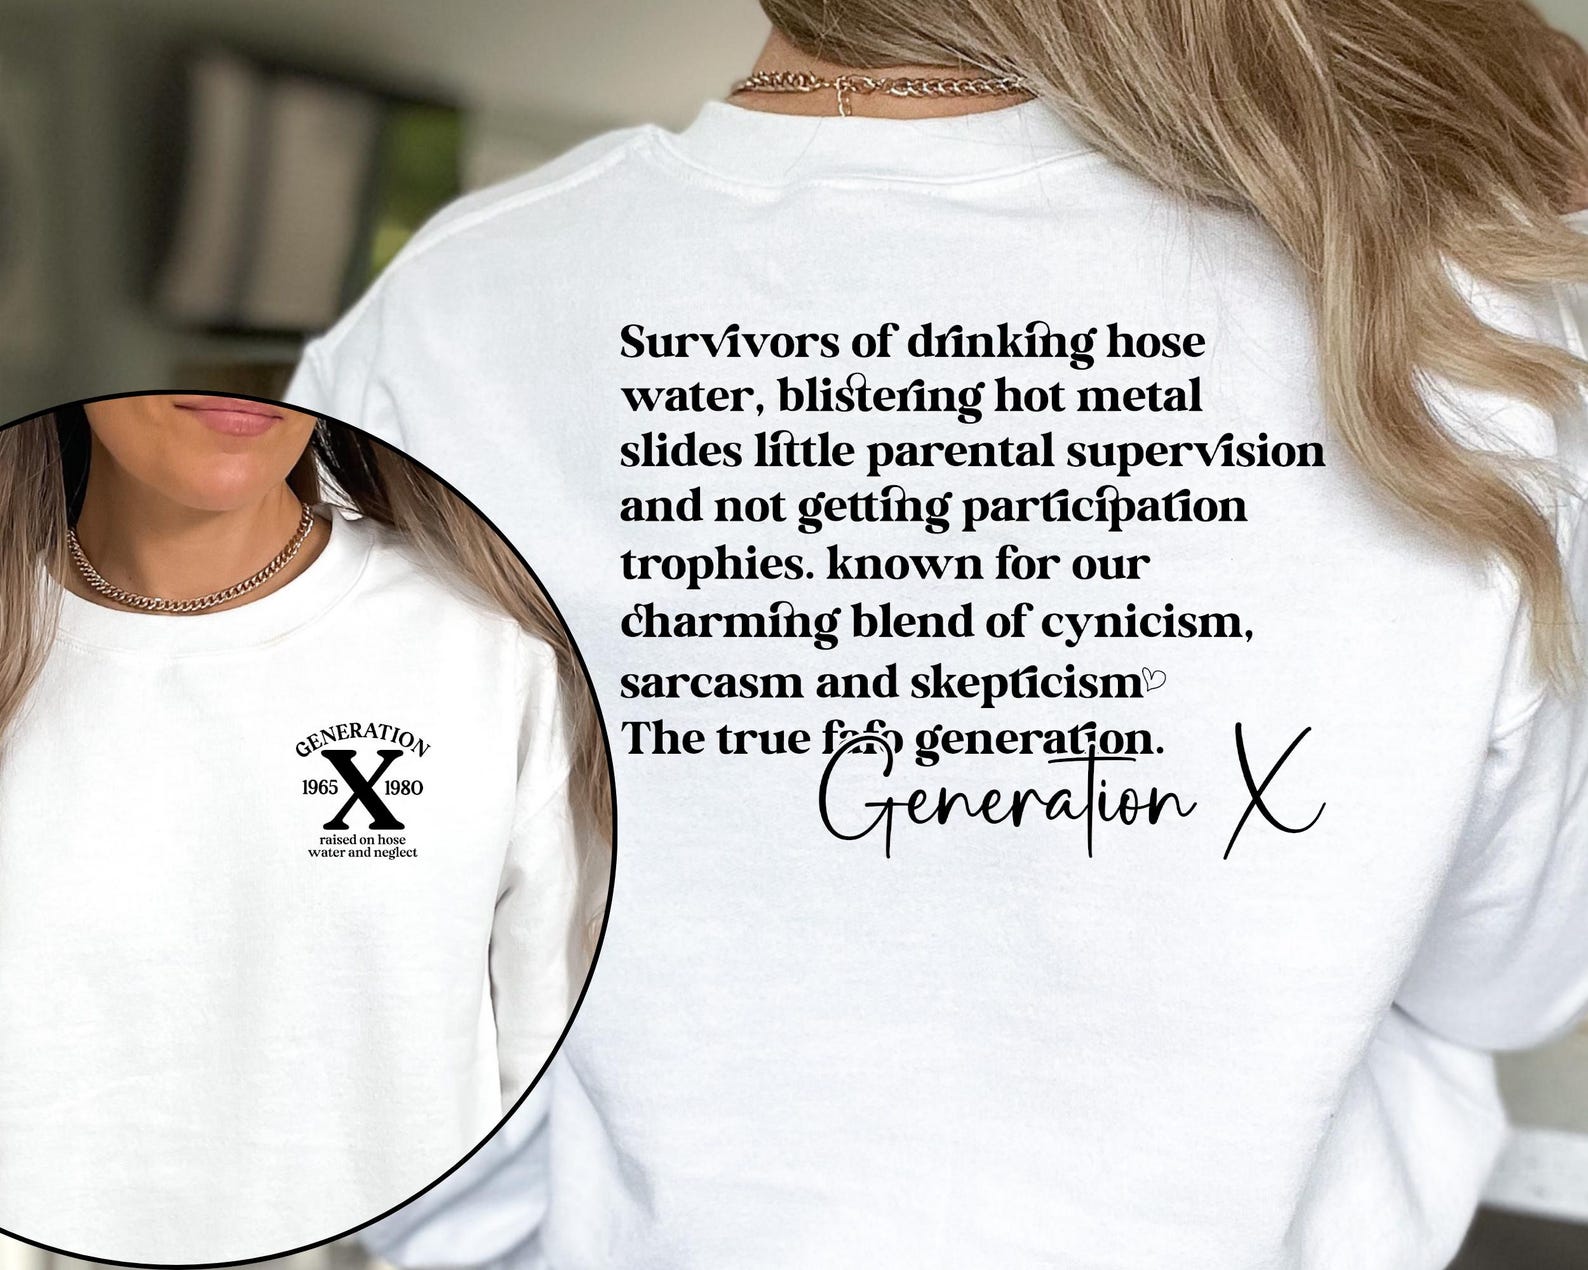 Survivors of drinking hose
water, blistering hot metal
slides little parental supervision
and not getting participation
trophies. known for our
charming blend of cynicism,
sarcasm and skepticism
The true fafo generation.
Generation X
GENERATION
1965 X 1980
raised on hose
water and neglect